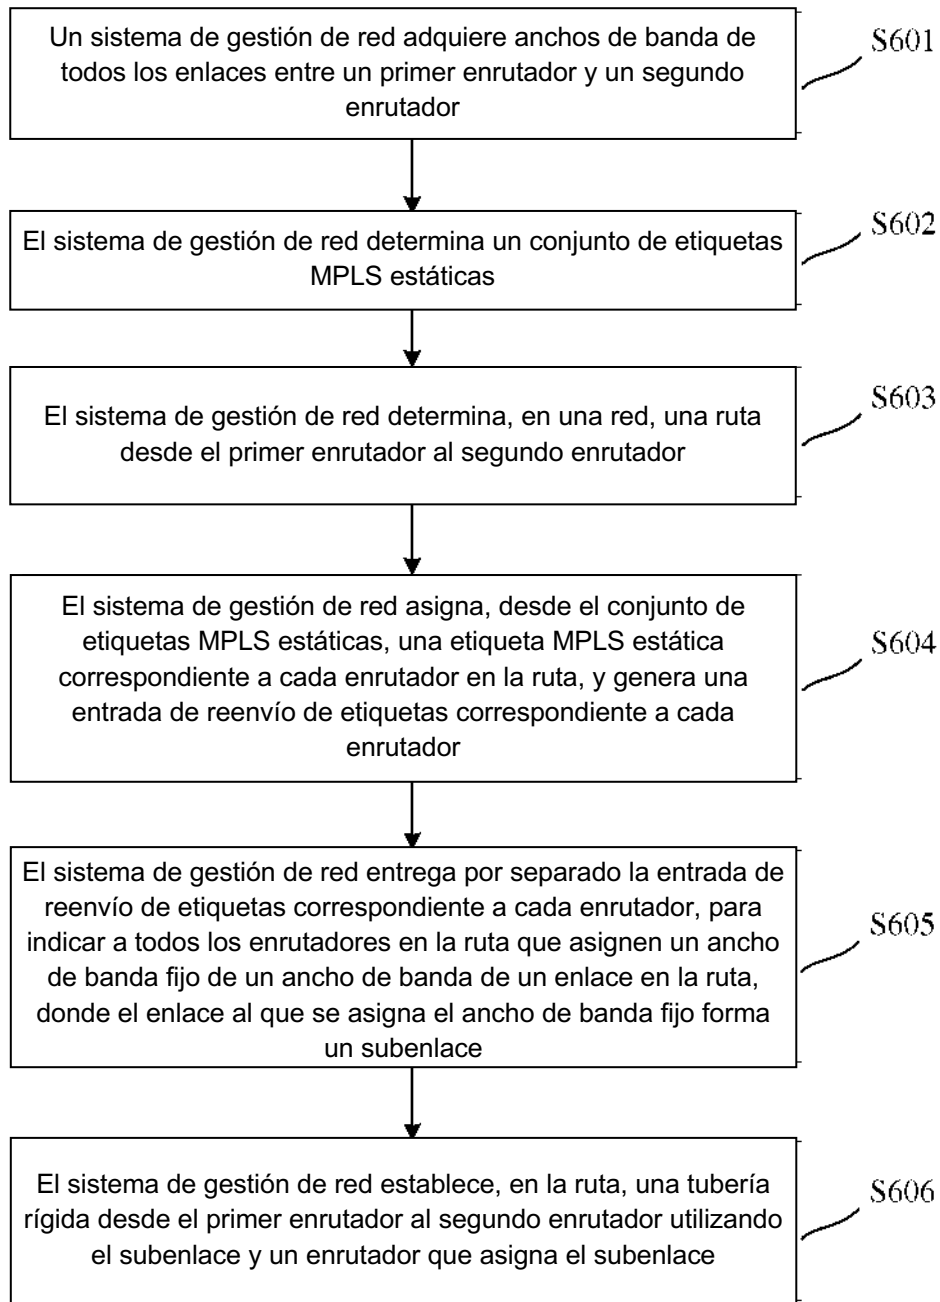 Un sistema de gestión de red adquiere anchos de banda de
todos los enlaces entre un primer enrutador y un segundo
enrutador
S601
El sistema de gestión de red determina un conjunto de etiquetas
MPLS estáticas
S602
El sistema de gestión de red determina, en una red, una ruta
desde el primer enrutador al segundo enrutador
S603
El sistema de gestión de red asigna, desde el conjunto de
etiquetas MPLS estáticas, una etiqueta MPLS estática
correspondiente a cada enrutador en la ruta, y genera una
entrada de reenvío de etiquetas correspondiente a cada
enrutador
S604
El sistema de gestión de red entrega por separado la entrada de
reenvío de etiquetas correspondiente a cada enrutador, para
indicar a todos los enrutadores en la ruta que asignen un ancho
de banda fijo de un ancho de banda de un enlace en la ruta,
donde el enlace al que se asigna el ancho de banda fijo forma
un subenlace
S605
El sistema de gestión de red establece, en la ruta, una tubería
rígida desde el primer enrutador al segundo enrutador utilizando
el subenlace y un enrutador que asigna el subenlace
S606